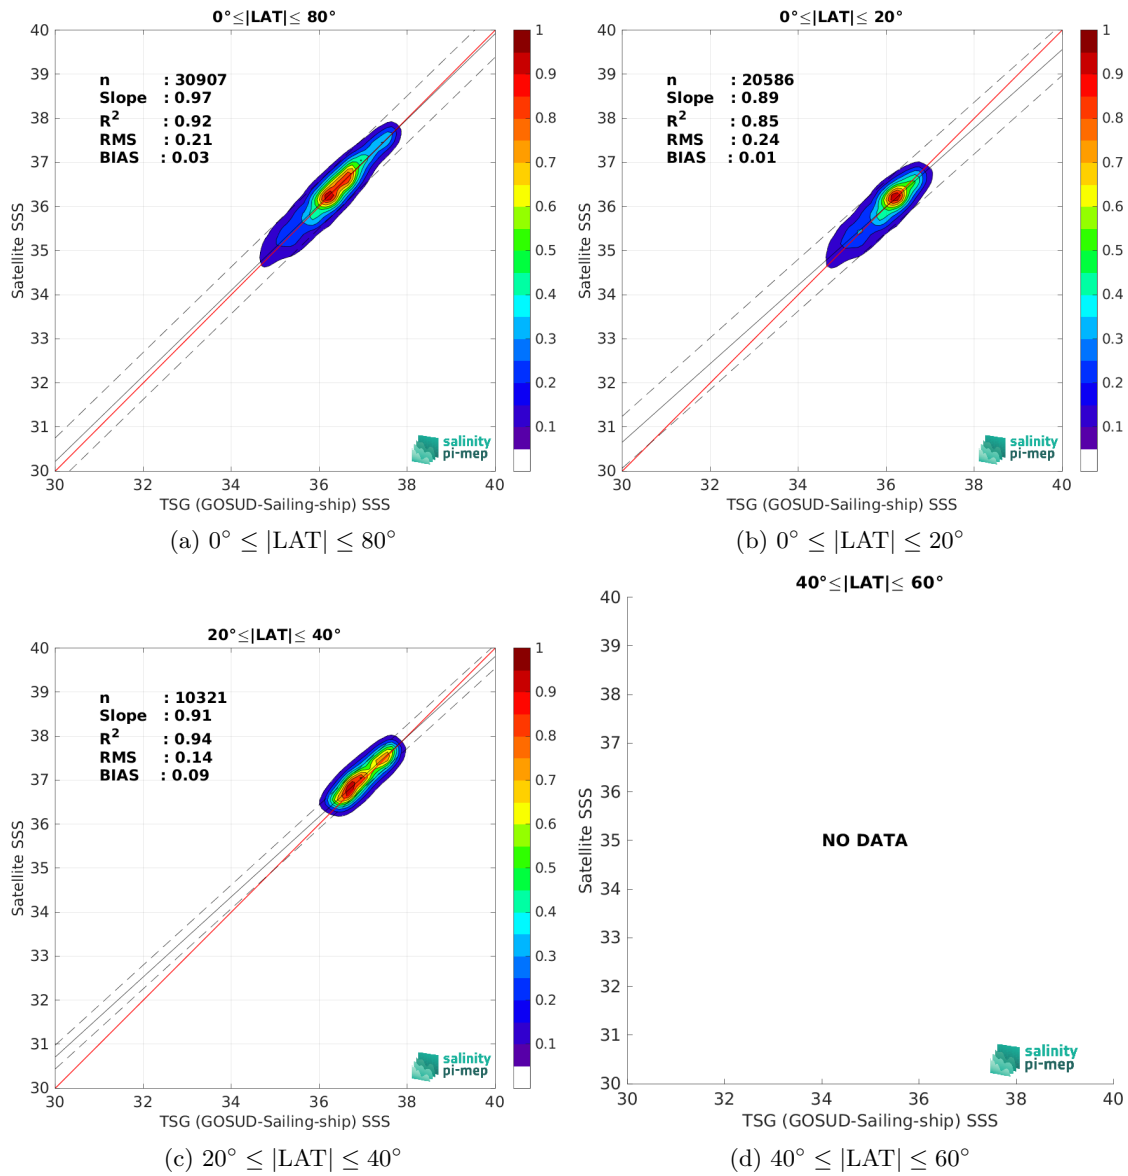 0°≤|LAT|≤ 80°
40
39
38
37
36
35
34
33
32
31
30
Satellite SSS
n : 30907
Slope : 0.97
R² : 0.92
RMS : 0.21
BIAS : 0.03
salinity
pi-mep
30 32 34 36 38 40
TSG (GOSUD-Sailing-ship) SSS
1
0.9
0.8
0.7
0.6
0.5
0.4
0.3
0.2
0.1
(a) 0° ≤ |LAT| ≤ 80°
0°≤|LAT|≤ 20°
40
39
38
37
36
35
34
33
32
31
30
Satellite SSS
n : 20586
Slope : 0.89
R² : 0.85
RMS : 0.24
BIAS : 0.01
salinity
pi-mep
30 32 34 36 38 40
TSG (GOSUD-Sailing-ship) SSS
1
0.9
0.8
0.7
0.6
0.5
0.4
0.3
0.2
0.1
(b) 0° ≤ |LAT| ≤ 20°
20°≤|LAT|≤ 40°
40
39
38
37
36
35
34
33
32
31
30
Satellite SSS
n : 10321
Slope : 0.91
R² : 0.94
RMS : 0.14
BIAS : 0.09
salinity
pi-mep
30 32 34 36 38 40
TSG (GOSUD-Sailing-ship) SSS
1
0.9
0.8
0.7
0.6
0.5
0.4
0.3
0.2
0.1
(c) 20° ≤ |LAT| ≤ 40°
40°≤|LAT|≤ 60°
40
39
38
37
36
35
34
33
32
31
30
Satellite SSS
NO DATA
salinity
pi-mep
30 32 34 36 38 40
TSG (GOSUD-Sailing-ship) SSS
(d) 40° ≤ |LAT| ≤ 60°